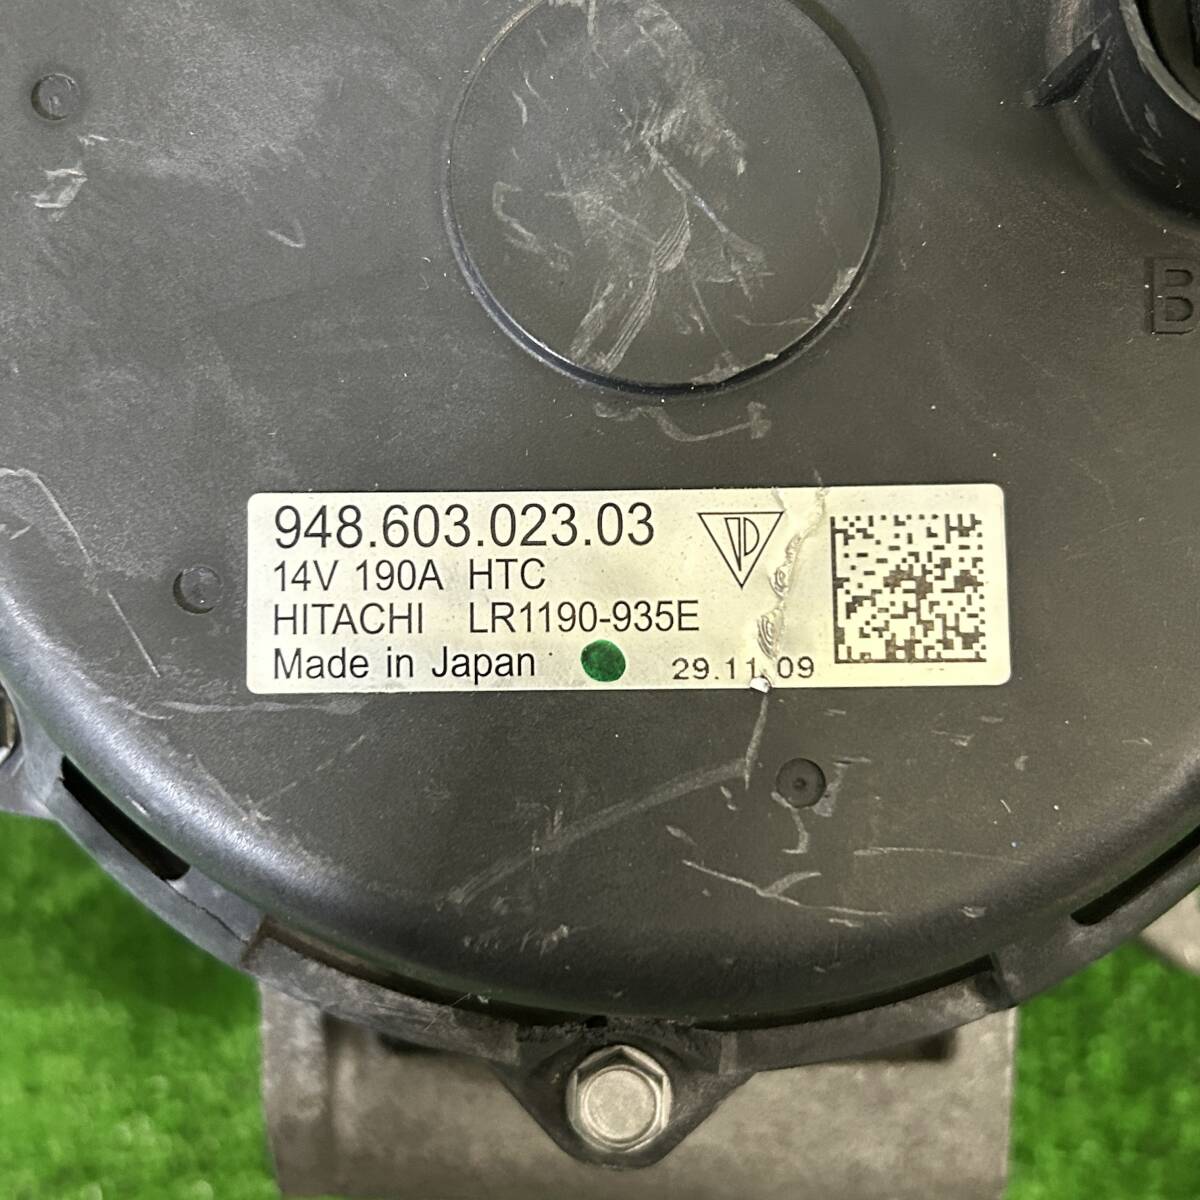 B
948.603.023.03
14V 190A HTC
HITACHI LR1190-935E
Made in Japan 29.11.09